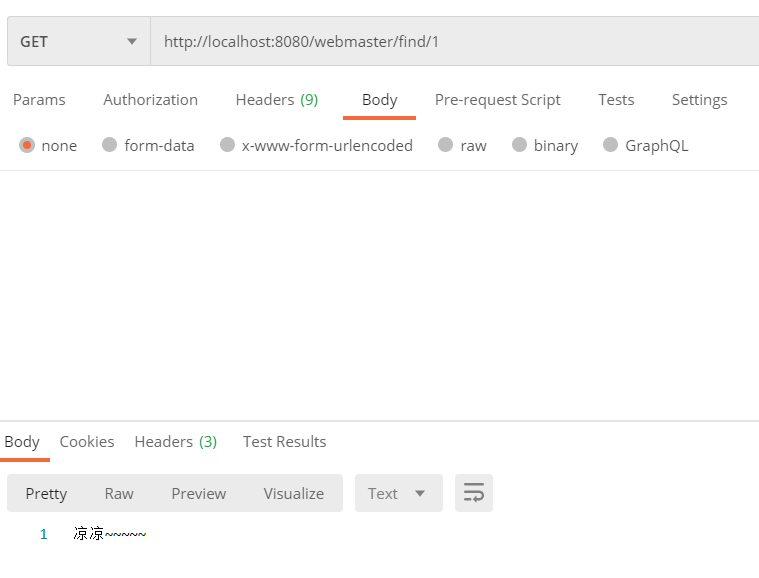 GET http://localhost:8080/webmaster/find/1
Params Authorization Headers (9) Body Pre-request Script Tests Settings
none form-data x-www-form-urlencoded raw binary GraphQL
Body Cookies Headers (3) Test Results
Pretty Raw Preview Visualize Text
1 凉凉~~~~~